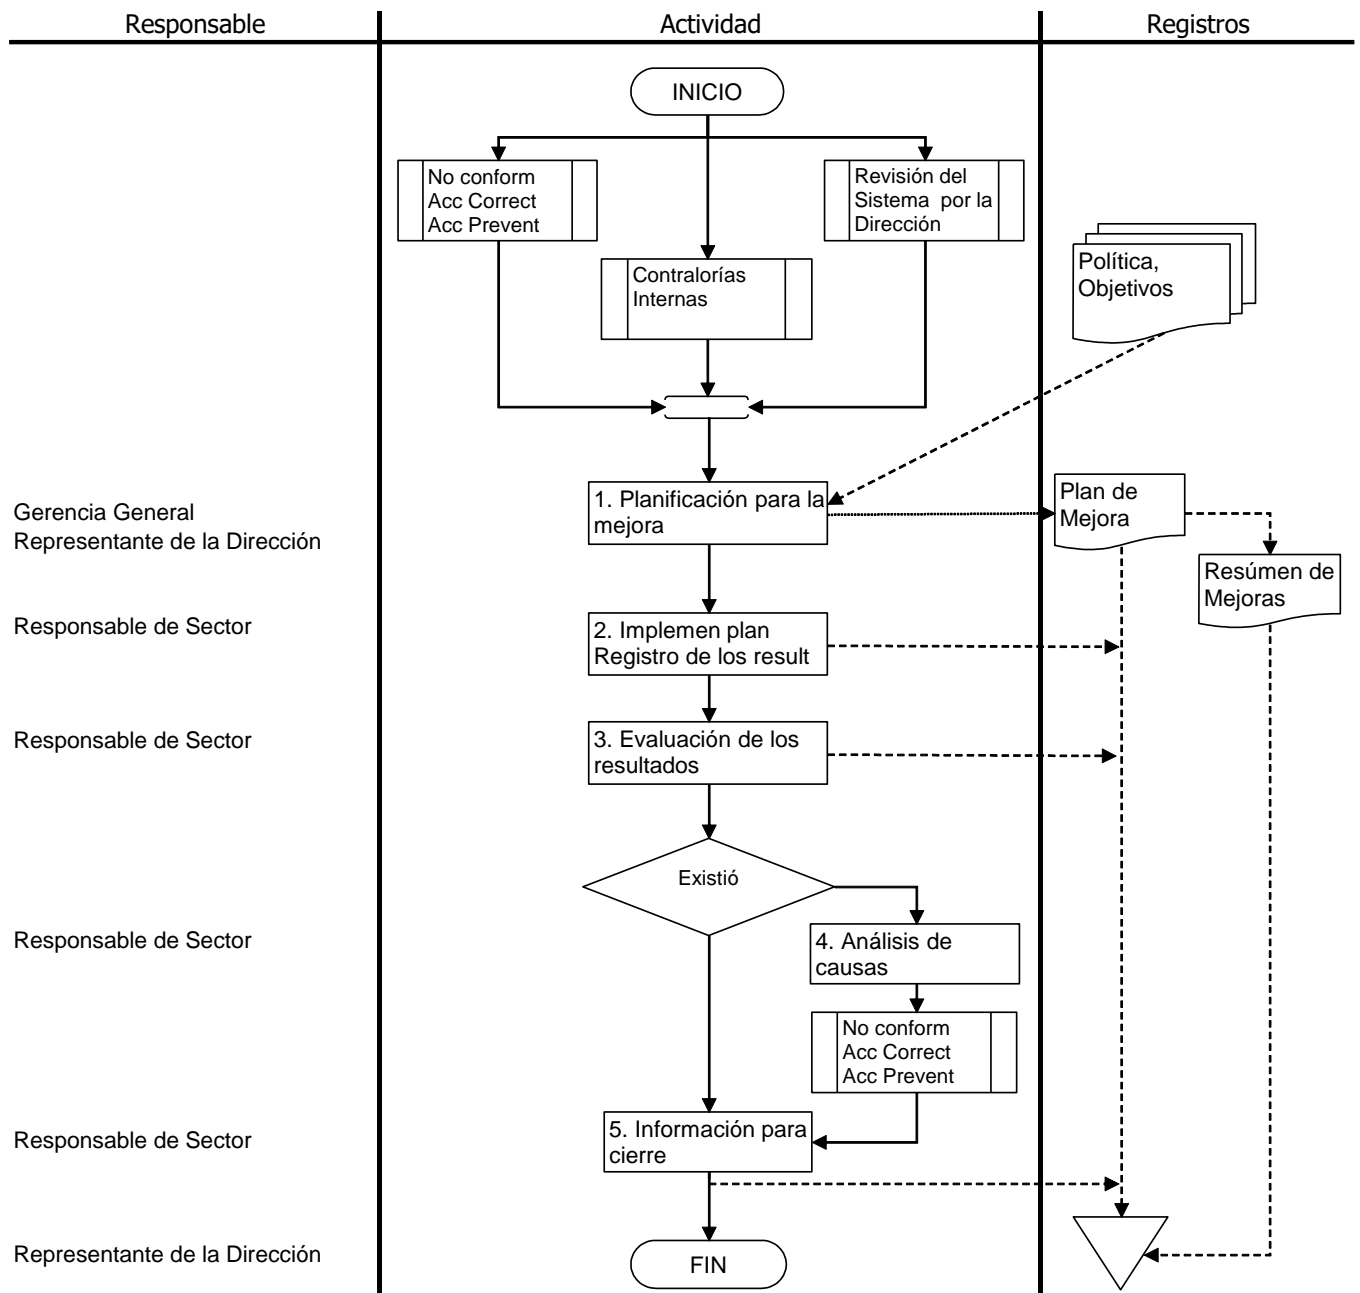 Responsable
Actividad
Registros
INICIO
No conform
Acc Correct
Acc Prevent
Revisión del
Sistema por la
Dirección
Contralorías
Internas
Política,
Objetivos
Gerencia General
Representante de la Dirección
1. Planificación para la
mejora
Plan de
Mejora
Resúmen de
Mejoras
Responsable de Sector
2. Implemen plan
Registro de los result
Responsable de Sector
3. Evaluación de los
resultados
Existió
Responsable de Sector
4. Análisis de
causas
No conform
Acc Correct
Acc Prevent
Responsable de Sector
5. Información para
cierre
Representante de la Dirección
FIN